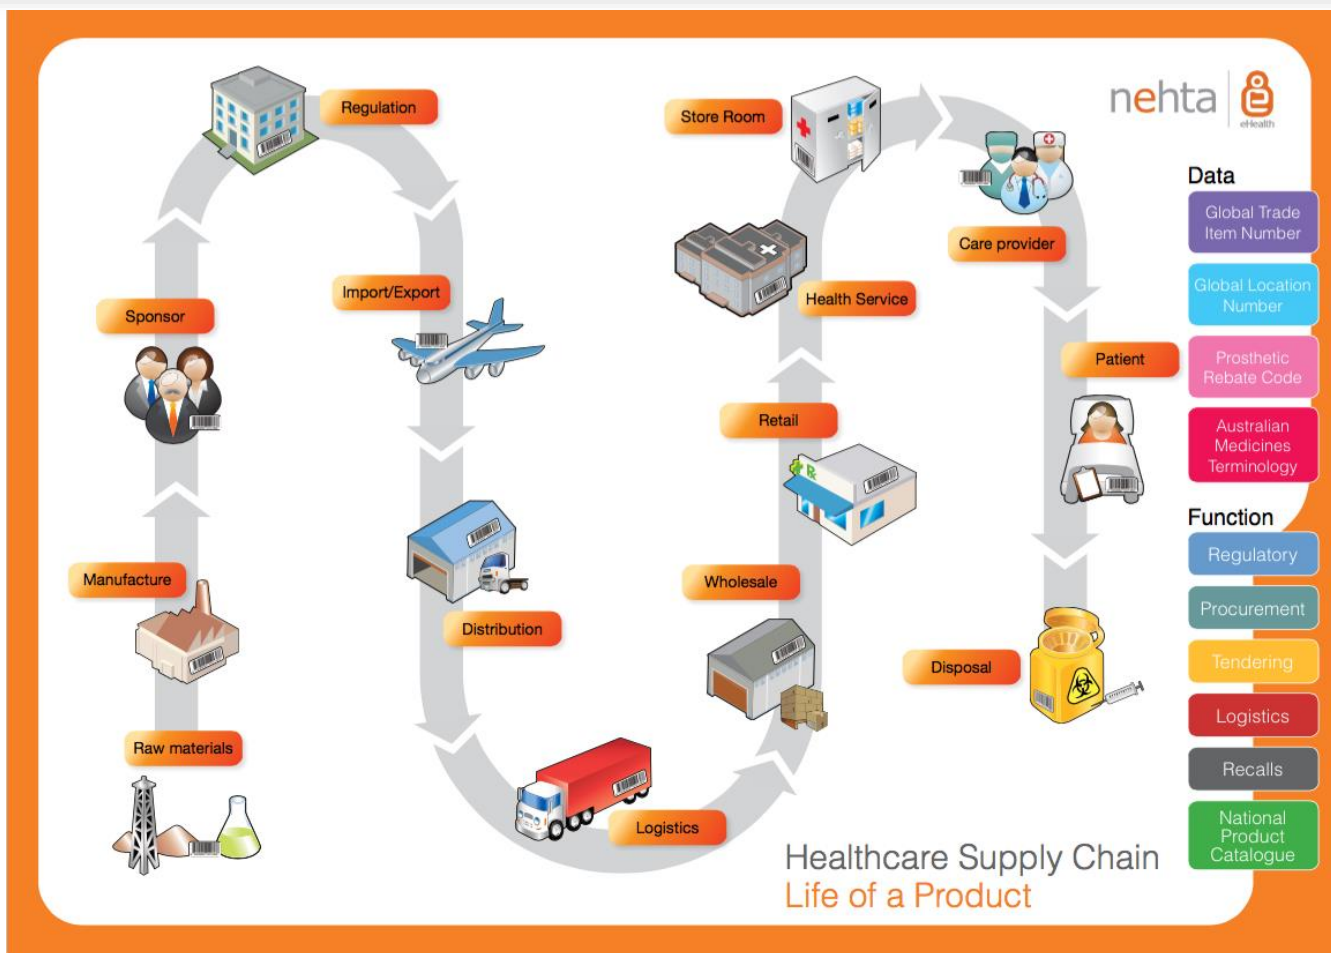 Regulation
Store Room
nehta
eHealth
Data
Global Trade
Item Number
Care provider
Global Location
Number
Import/Export
Health Service
Sponsor
Patient
Prosthetic
Rebate Code
Retail
Australian
Medicines
Terminology
Function
Regulatory
Manufacture
Wholesale
Procurement
Distribution
Disposal
Tendering
Logistics
Raw materials
Recalls
Logistics
National
Product
Catalogue
Healthcare Supply Chain
Life of a Product